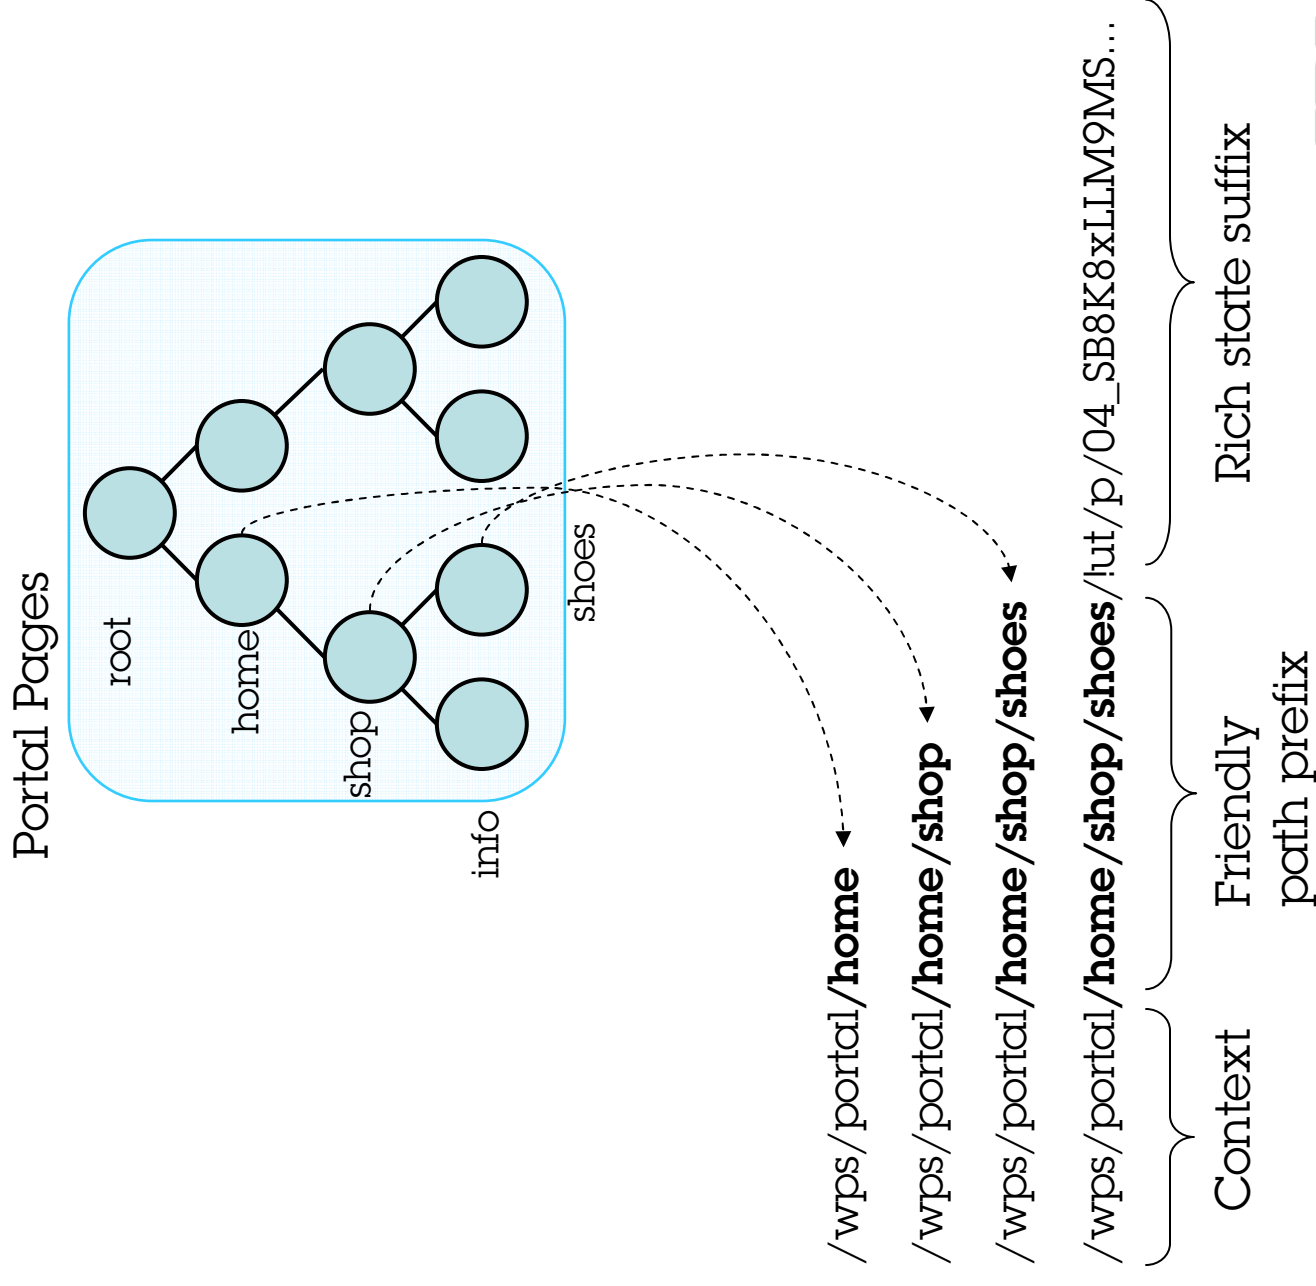 Portal Pages
root
home
shop
info
shoes
/wps/portal/home
/wps/portal/home/shop
/wps/portal/home/shop/shoes
/wps/portal/home/shop/shoes/!ut/p/04_SB8K8xLLM9MS...
Context
Friendly
path prefix
Rich state suffix